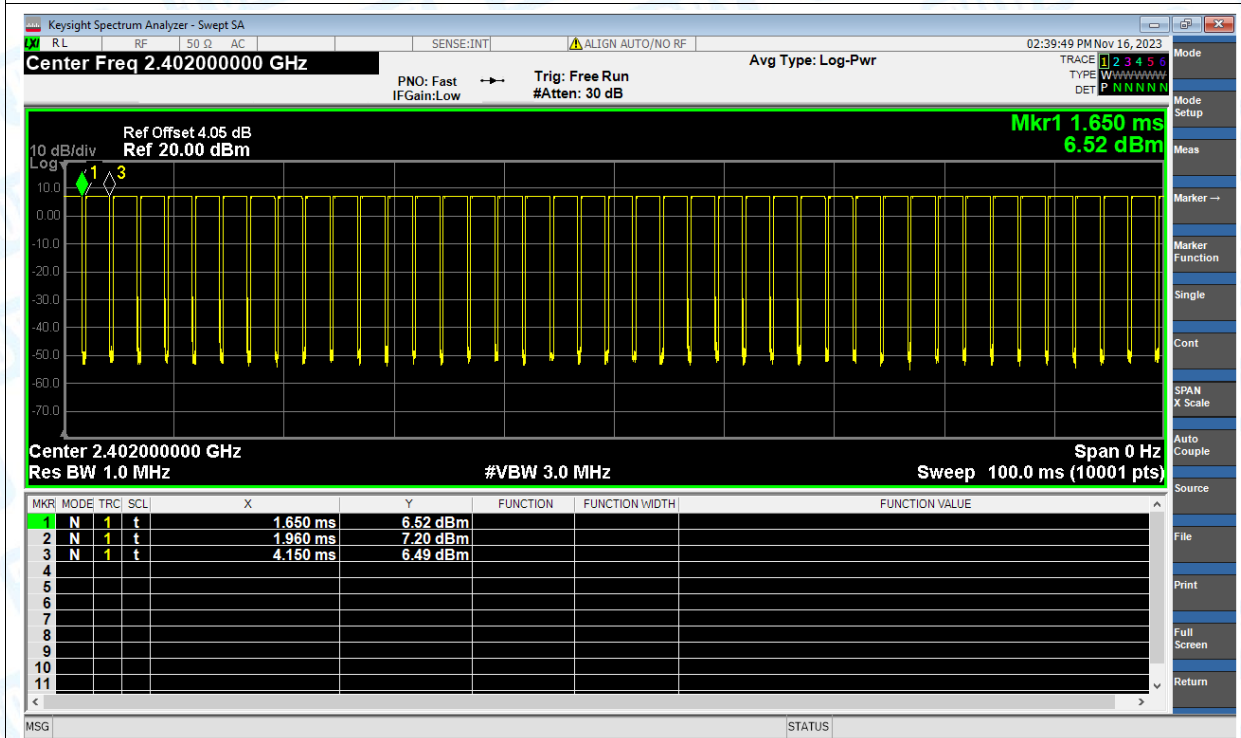 Keysight Spectrum Analyzer - Swept SA
LXI RL RF 50 Ω AC SENSE:INT ALIGN AUTO/NO RF 02:39:49 PM Nov 16, 2023
Center Freq 2.402000000 GHz
PNO: Fast
IFGain:Low
Trig: Free Run
#Atten: 30 dB
Avg Type: Log-Pwr
TRACE 1 2 3 4 5 6
TYPE WWWWWW
DET P N N N N N
Ref Offset 4.05 dB
10 dB/div Ref 20.00 dBm
Log
Mkr1 1.650 ms
6.52 dBm
1 3
10.0
0.00
-10.0
-20.0
-30.0
-40.0
-50.0
-60.0
-70.0
Center 2.402000000 GHz Span 0 Hz
Res BW 1.0 MHz #VBW 3.0 MHz Sweep 100.0 ms (10001 pts)
MKR MODE TRC SCL X Y FUNCTION FUNCTION WIDTH FUNCTION VALUE
1 N 1 t 1.650 ms 6.52 dBm
2 N 1 t 1.960 ms 7.20 dBm
3 N 1 t 4.150 ms 6.49 dBm
4
5
6
7
8
9
10
11
MSG STATUS
Mode
Mode
Setup
Meas
Marker→
Marker
Function
Single
Cont
SPAN
X Scale
Auto
Couple
Source
File
Print
Full
Screen
Return